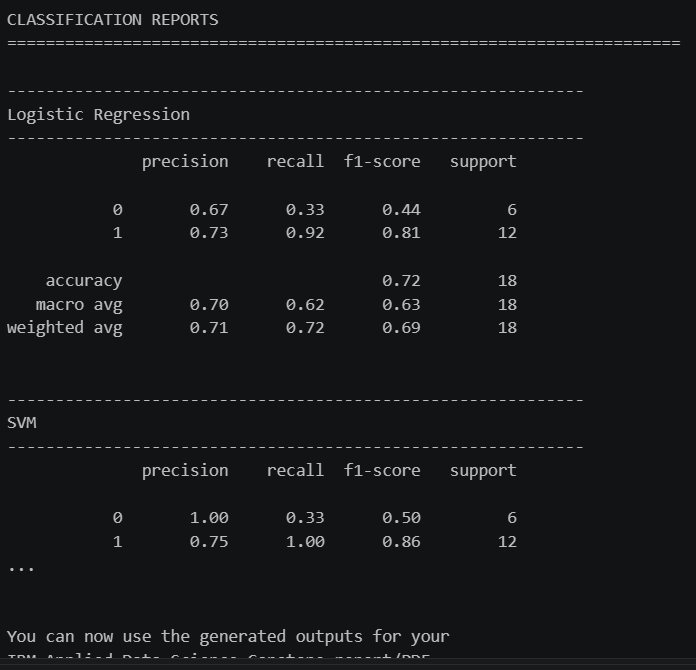 CLASSIFICATION REPORTS
======================================================================
------------------------------------------------------------
Logistic Regression
------------------------------------------------------------
              precision    recall  f1-score   support
           0       0.67      0.33      0.44         6
           1       0.73      0.92      0.81        12
    accuracy                           0.72        18
   macro avg       0.70      0.62      0.63        18
weighted avg       0.71      0.72      0.69        18
------------------------------------------------------------
SVM
------------------------------------------------------------
              precision    recall  f1-score   support
           0       1.00      0.33      0.50         6
           1       0.75      1.00      0.86        12
...
You can now use the generated outputs for your
IBM Applied Data Science Capstone report/PDF